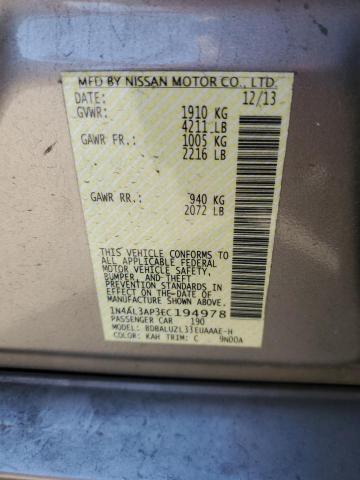 MFD BY NISSAN MOTOR CO., LTD.
DATE: 12/13
GVWR: 1910 KG
4211 LB
GAWR FR.: 1005 KG
2216 LB
GAWR RR.: 940 KG
2072 LB
THIS VEHICLE CONFORMS TO
ALL APPLICABLE FEDERAL
MOTOR VEHICLE SAFETY,
BUMPER, AND THEFT
PREVENTION STANDARDS IN
EFFECT ON THE DATE OF
MANUFACTURE SHOWN ABOVE.
1N4AL3AP3EC194978
PASSENGER CAR 190
MODEL: BDBALUZL33EUAAAE-H
COLOR: KAH TRIM: C 9N00A